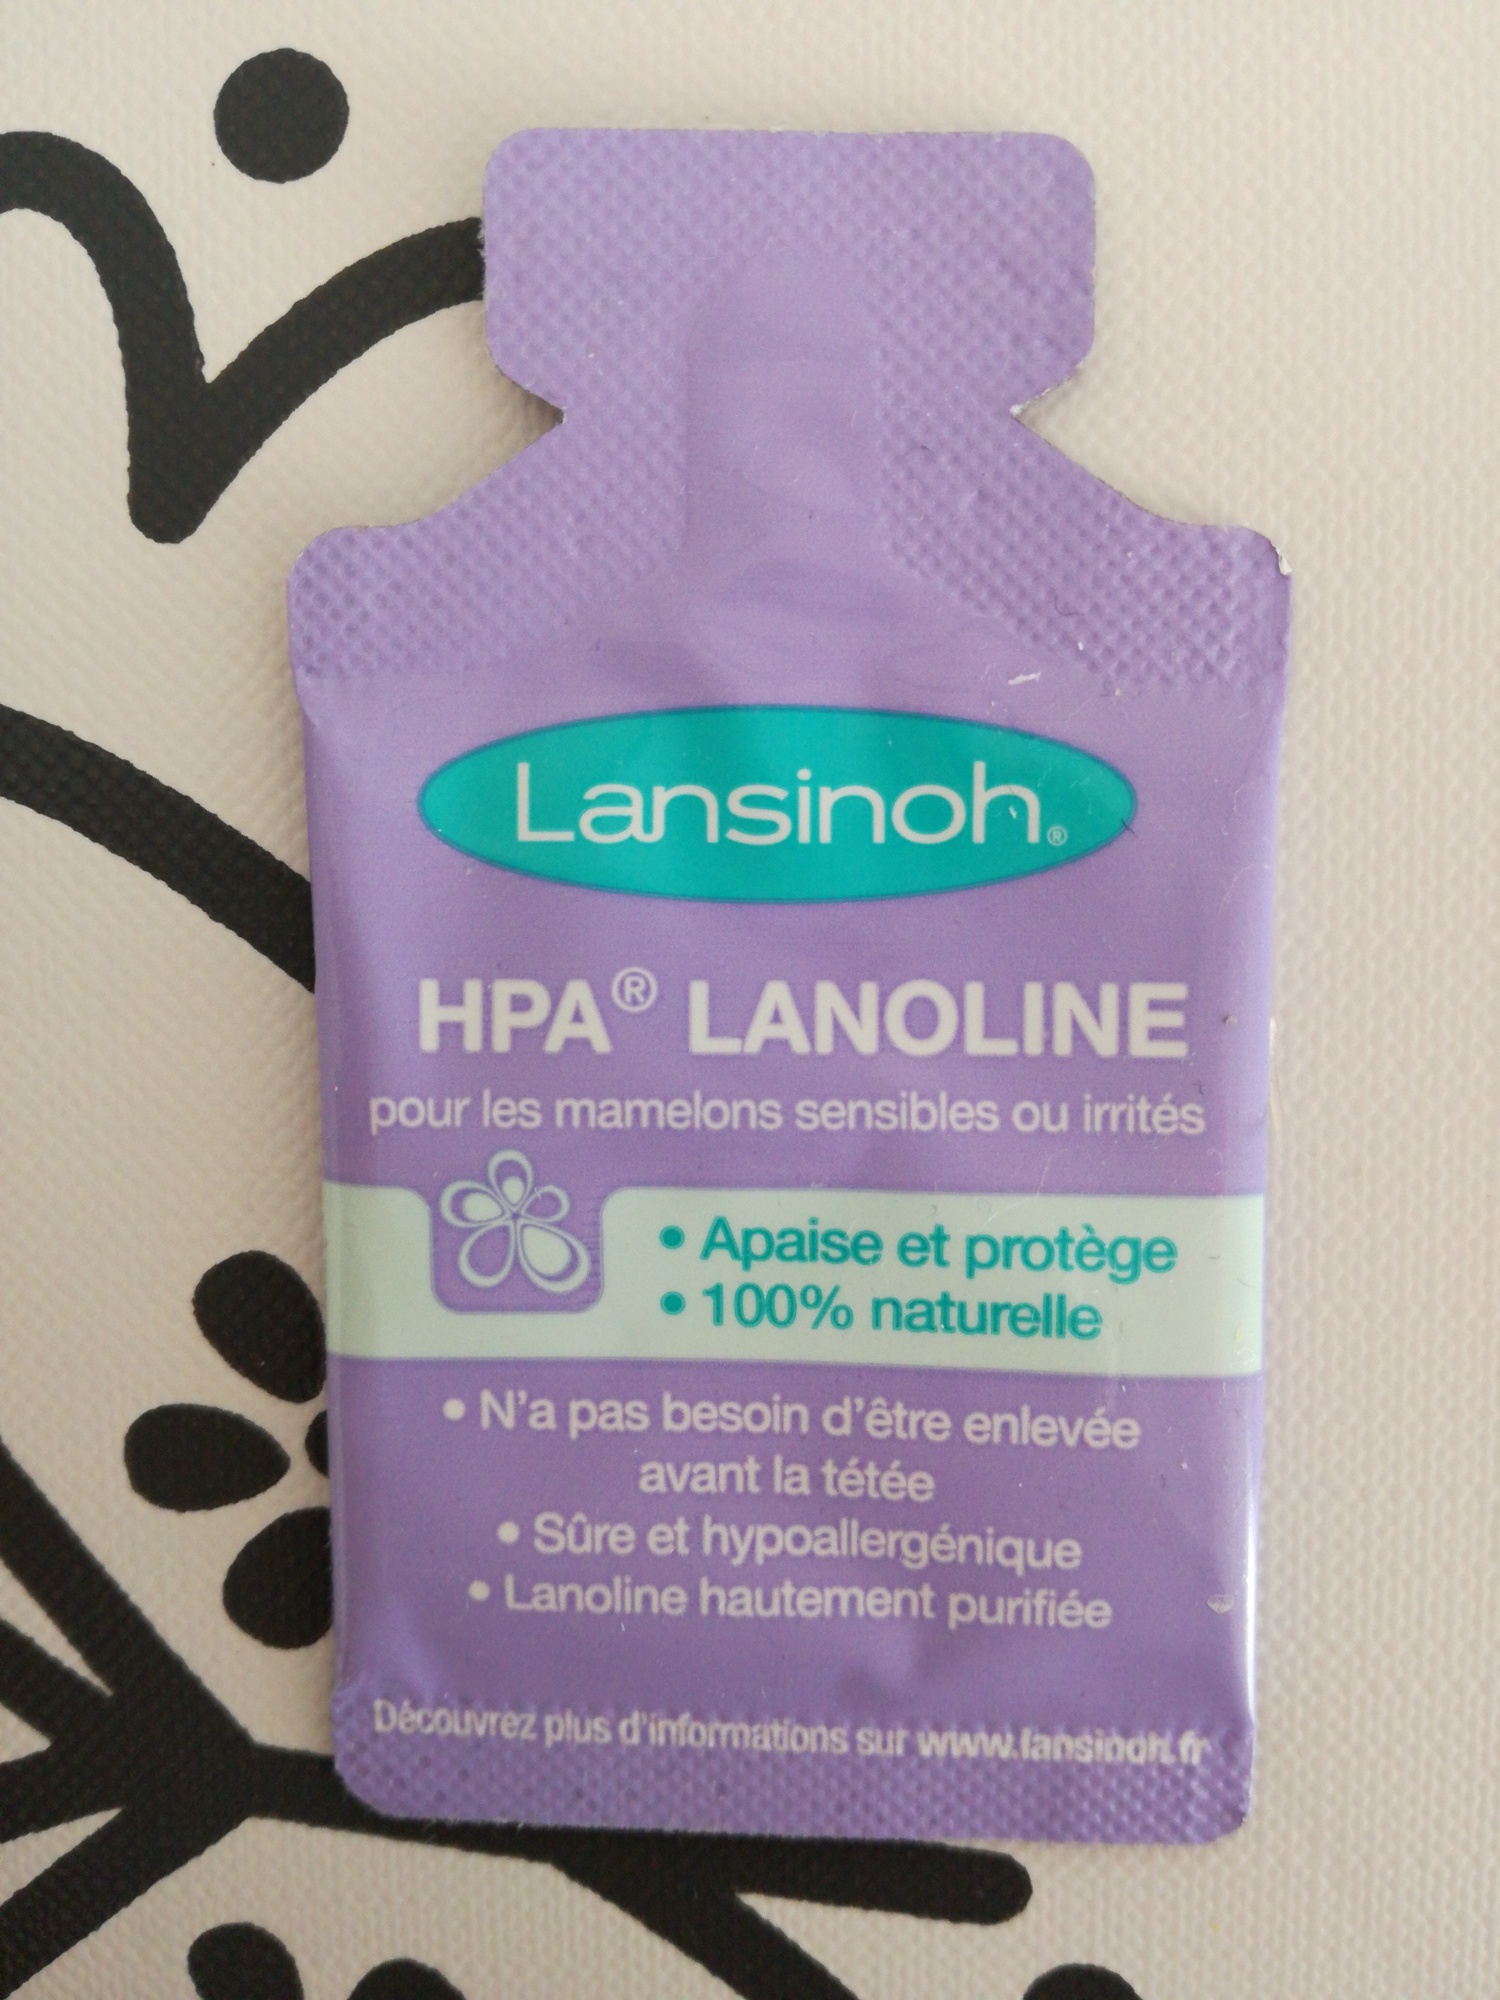 Lansinoh®
HPA® LANOLINE
pour les mamelons sensibles ou irrités
• Apaise et protège
• 100% naturelle
• N'a pas besoin d'être enlevée
avant la tétée
• Sûre et hypoallergénique
• Lanoline hautement purifiée
Découvrez plus d'informations sur www.lansinoh.fr